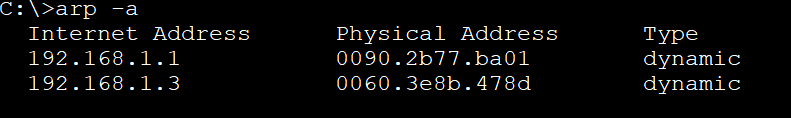 C:\>arp -a
Internet Address Physical Address Type
192.168.1.1 0090.2b77.ba01 dynamic
192.168.1.3 0060.3e8b.478d dynamic